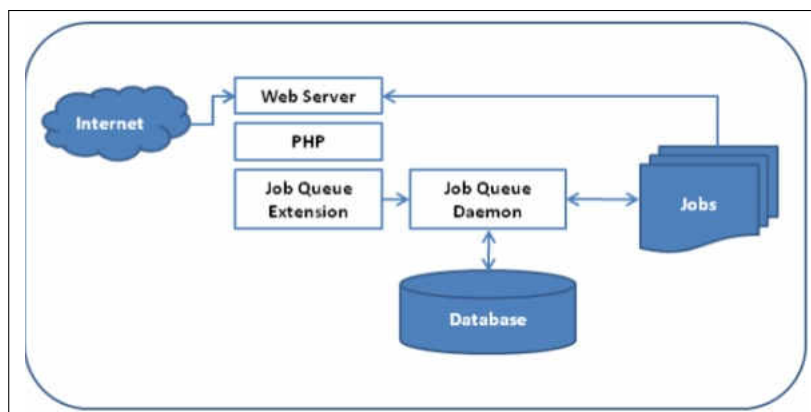 Internet
Web Server
PHP
Job Queue
Extension
Job Queue
Daemon
Jobs
Database